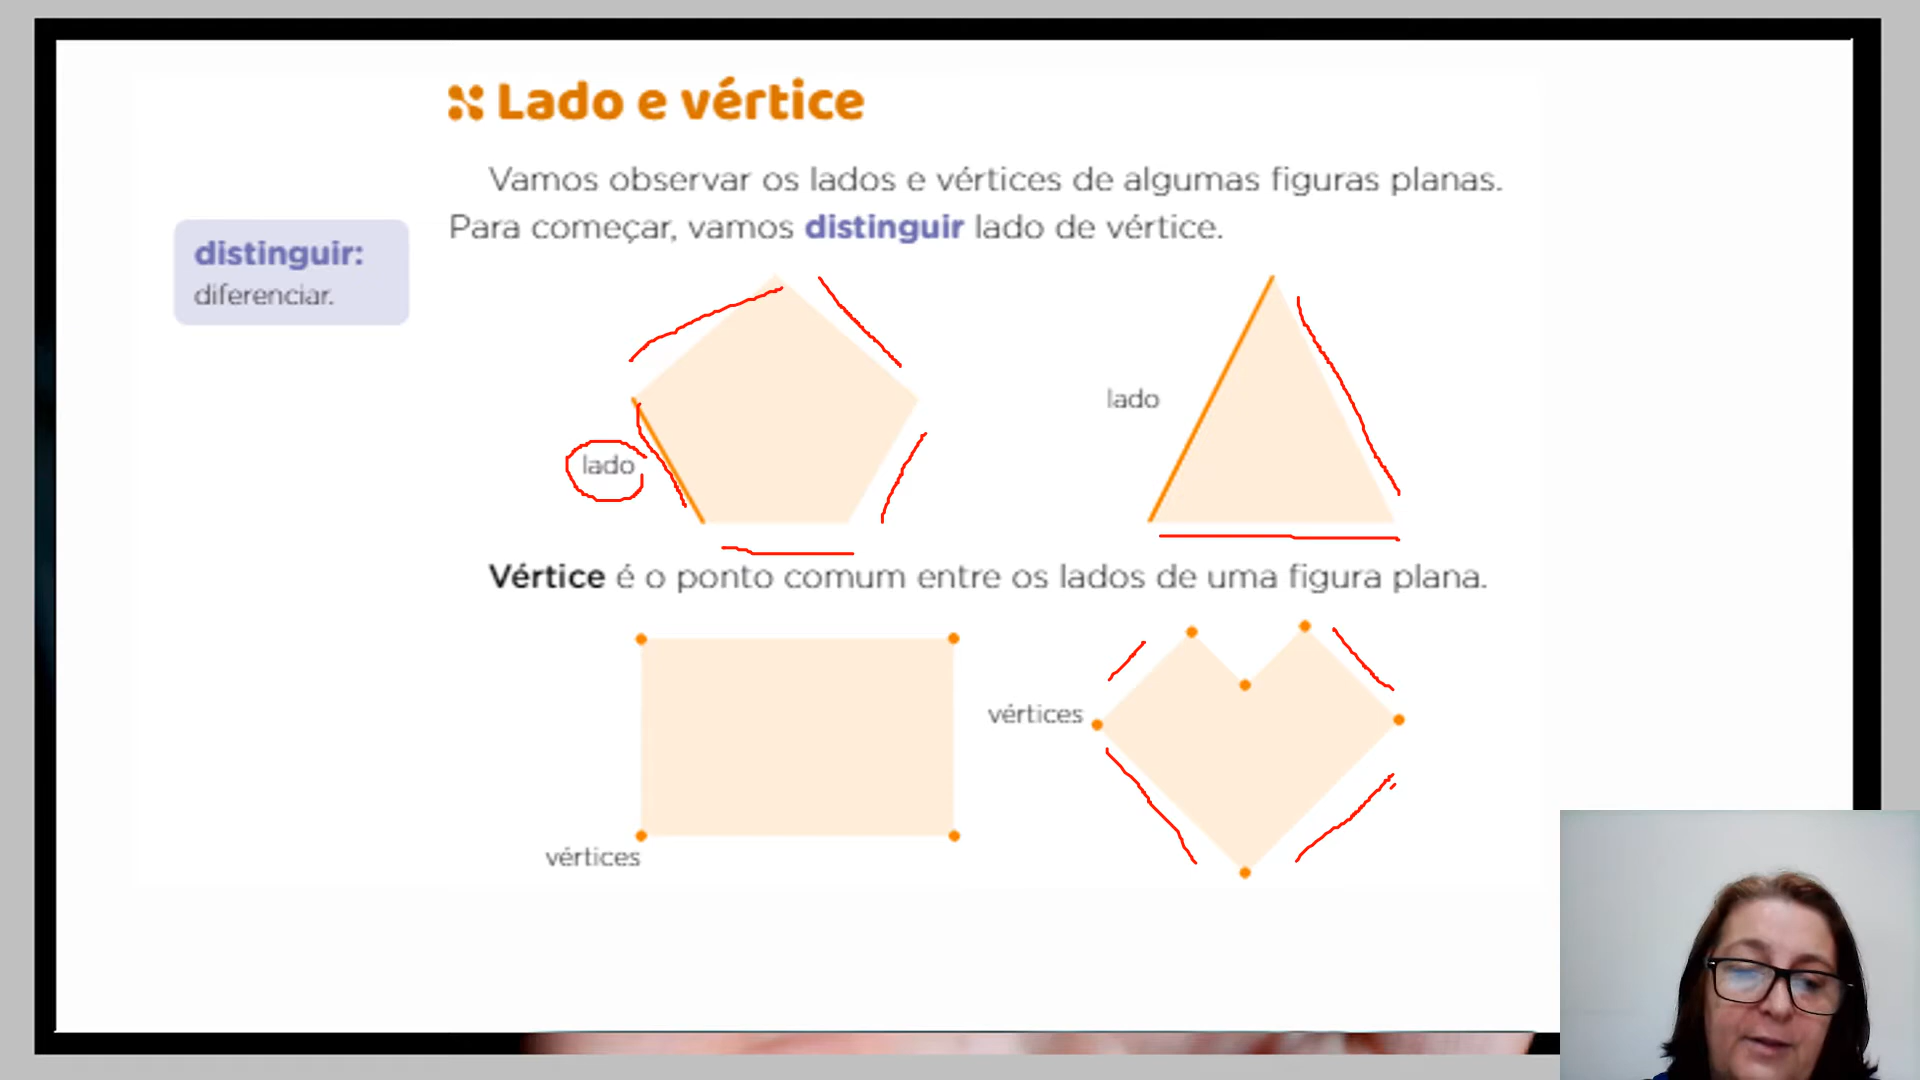 Lado e vértice
Vamos observar os lados e vértices de algumas figuras planas.
Para começar, vamos distinguir lado de vértice.
distinguir:
diferenciar.
lado
lado
Vértice é o ponto comum entre os lados de uma figura plana.
vértices
vértices